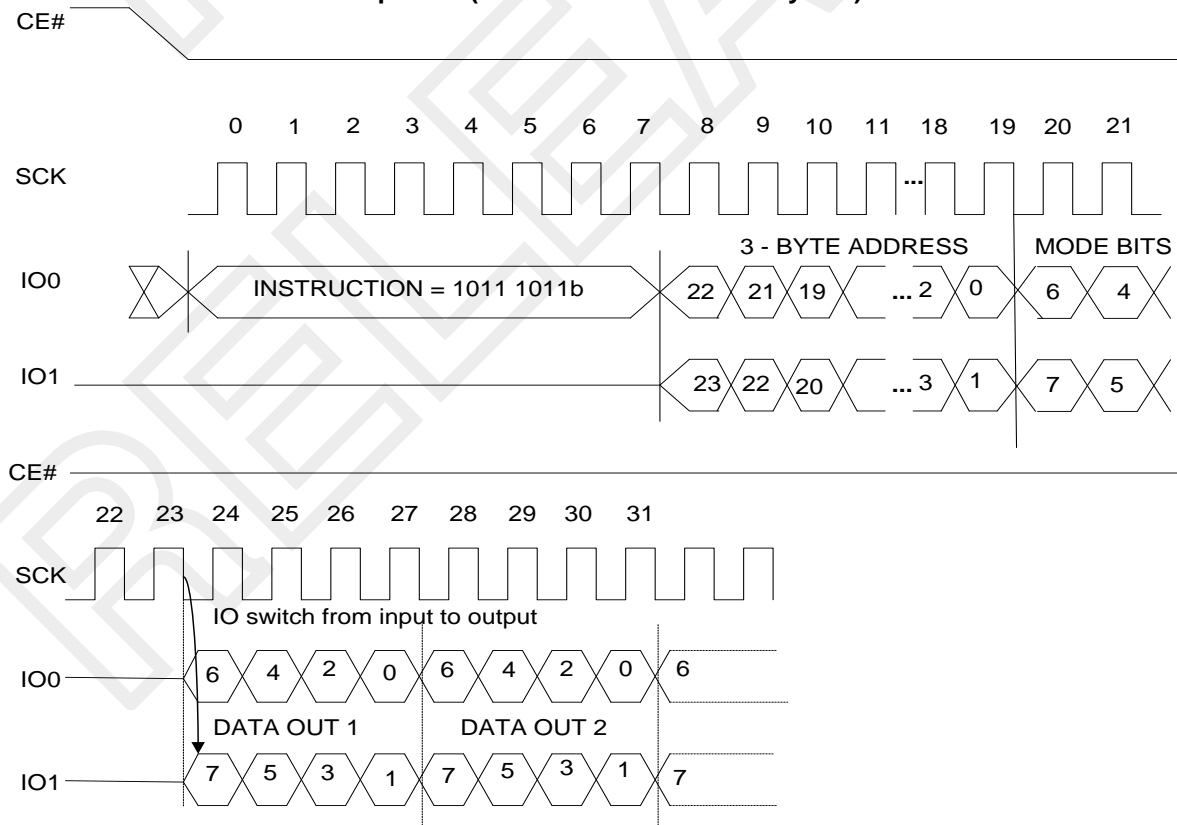 CE#
0 1 2 3 4 5 6 7 8 9 10 11 18 19 20 21
SCK ...
3 - BYTE ADDRESS MODE BITS
IO0 INSTRUCTION = 1011 1011b 22 21 19 ... 2 0 6 4
IO1 23 22 20 ... 3 1 7 5
CE#
22 23 24 25 26 27 28 29 30 31
SCK
IO switch from input to output
IO0 6 4 2 0 6 4 2 0 6
DATA OUT 1 DATA OUT 2
IO1 7 5 3 1 7 5 3 1 7